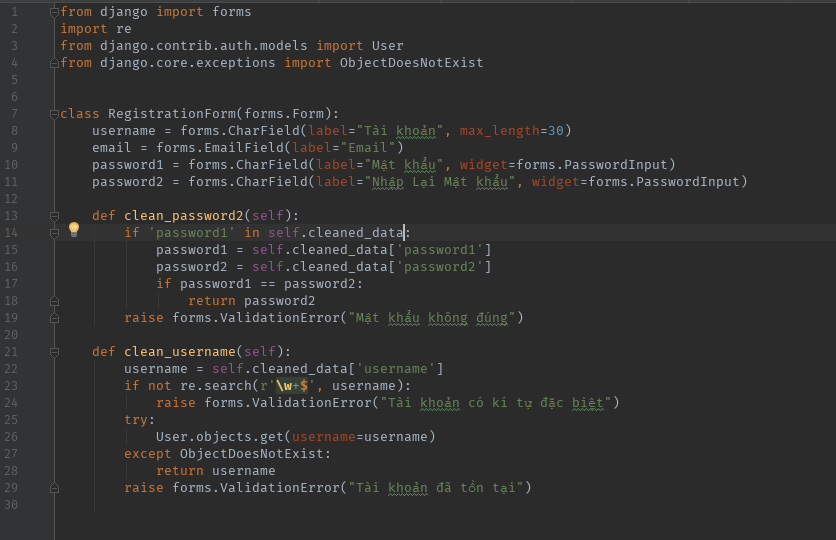 1 from django import forms
2 import re
3 from django.contrib.auth.models import User
4 from django.core.exceptions import ObjectDoesNotExist
5
6
7 class RegistrationForm(forms.Form):
8     username = forms.CharField(label="Tài khoản", max_length=30)
9     email = forms.EmailField(label="Email")
10     password1 = forms.CharField(label="Mật khẩu", widget=forms.PasswordInput)
11     password2 = forms.CharField(label="Nhập Lại Mật khẩu", widget=forms.PasswordInput)
12
13     def clean_password2(self):
14         if 'password1' in self.cleaned_data:
15             password1 = self.cleaned_data['password1']
16             password2 = self.cleaned_data['password2']
17             if password1 == password2:
18                 return password2
19         raise forms.ValidationError("Mật khẩu không đúng")
20
21     def clean_username(self):
22         username = self.cleaned_data['username']
23         if not re.search(r'\w+$', username):
24             raise forms.ValidationError("Tài khoản có kí tự đặc biệt")
25         try:
26             User.objects.get(username=username)
27         except ObjectDoesNotExist:
28             return username
29         raise forms.ValidationError("Tài khoản đã tồn tại")
30